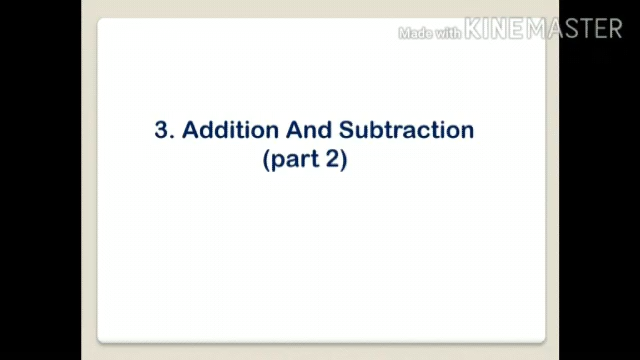 Made with KINEMASTER
3. Addition And Subtraction
(part 2)